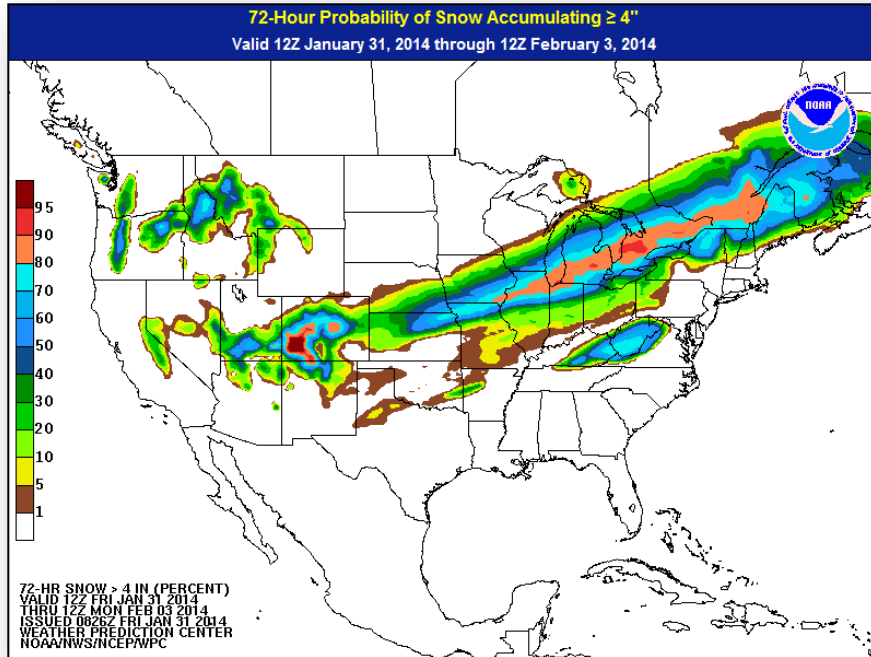 72-Hour Probability of Snow Accumulating ≥ 4"
Valid 12Z January 31, 2014 through 12Z February 3, 2014
NOAA
95
90
80
70
60
50
40
30
20
10
5
1
72-HR SNOW > 4 IN (PERCENT)
VALID 12Z FRI JAN 31 2014
THRU 12Z MON FEB 03 2014
ISSUED 0826Z FRI JAN 31 2014
WEATHER PREDICTION CENTER
NOAA/NWS/NCEP/WPC